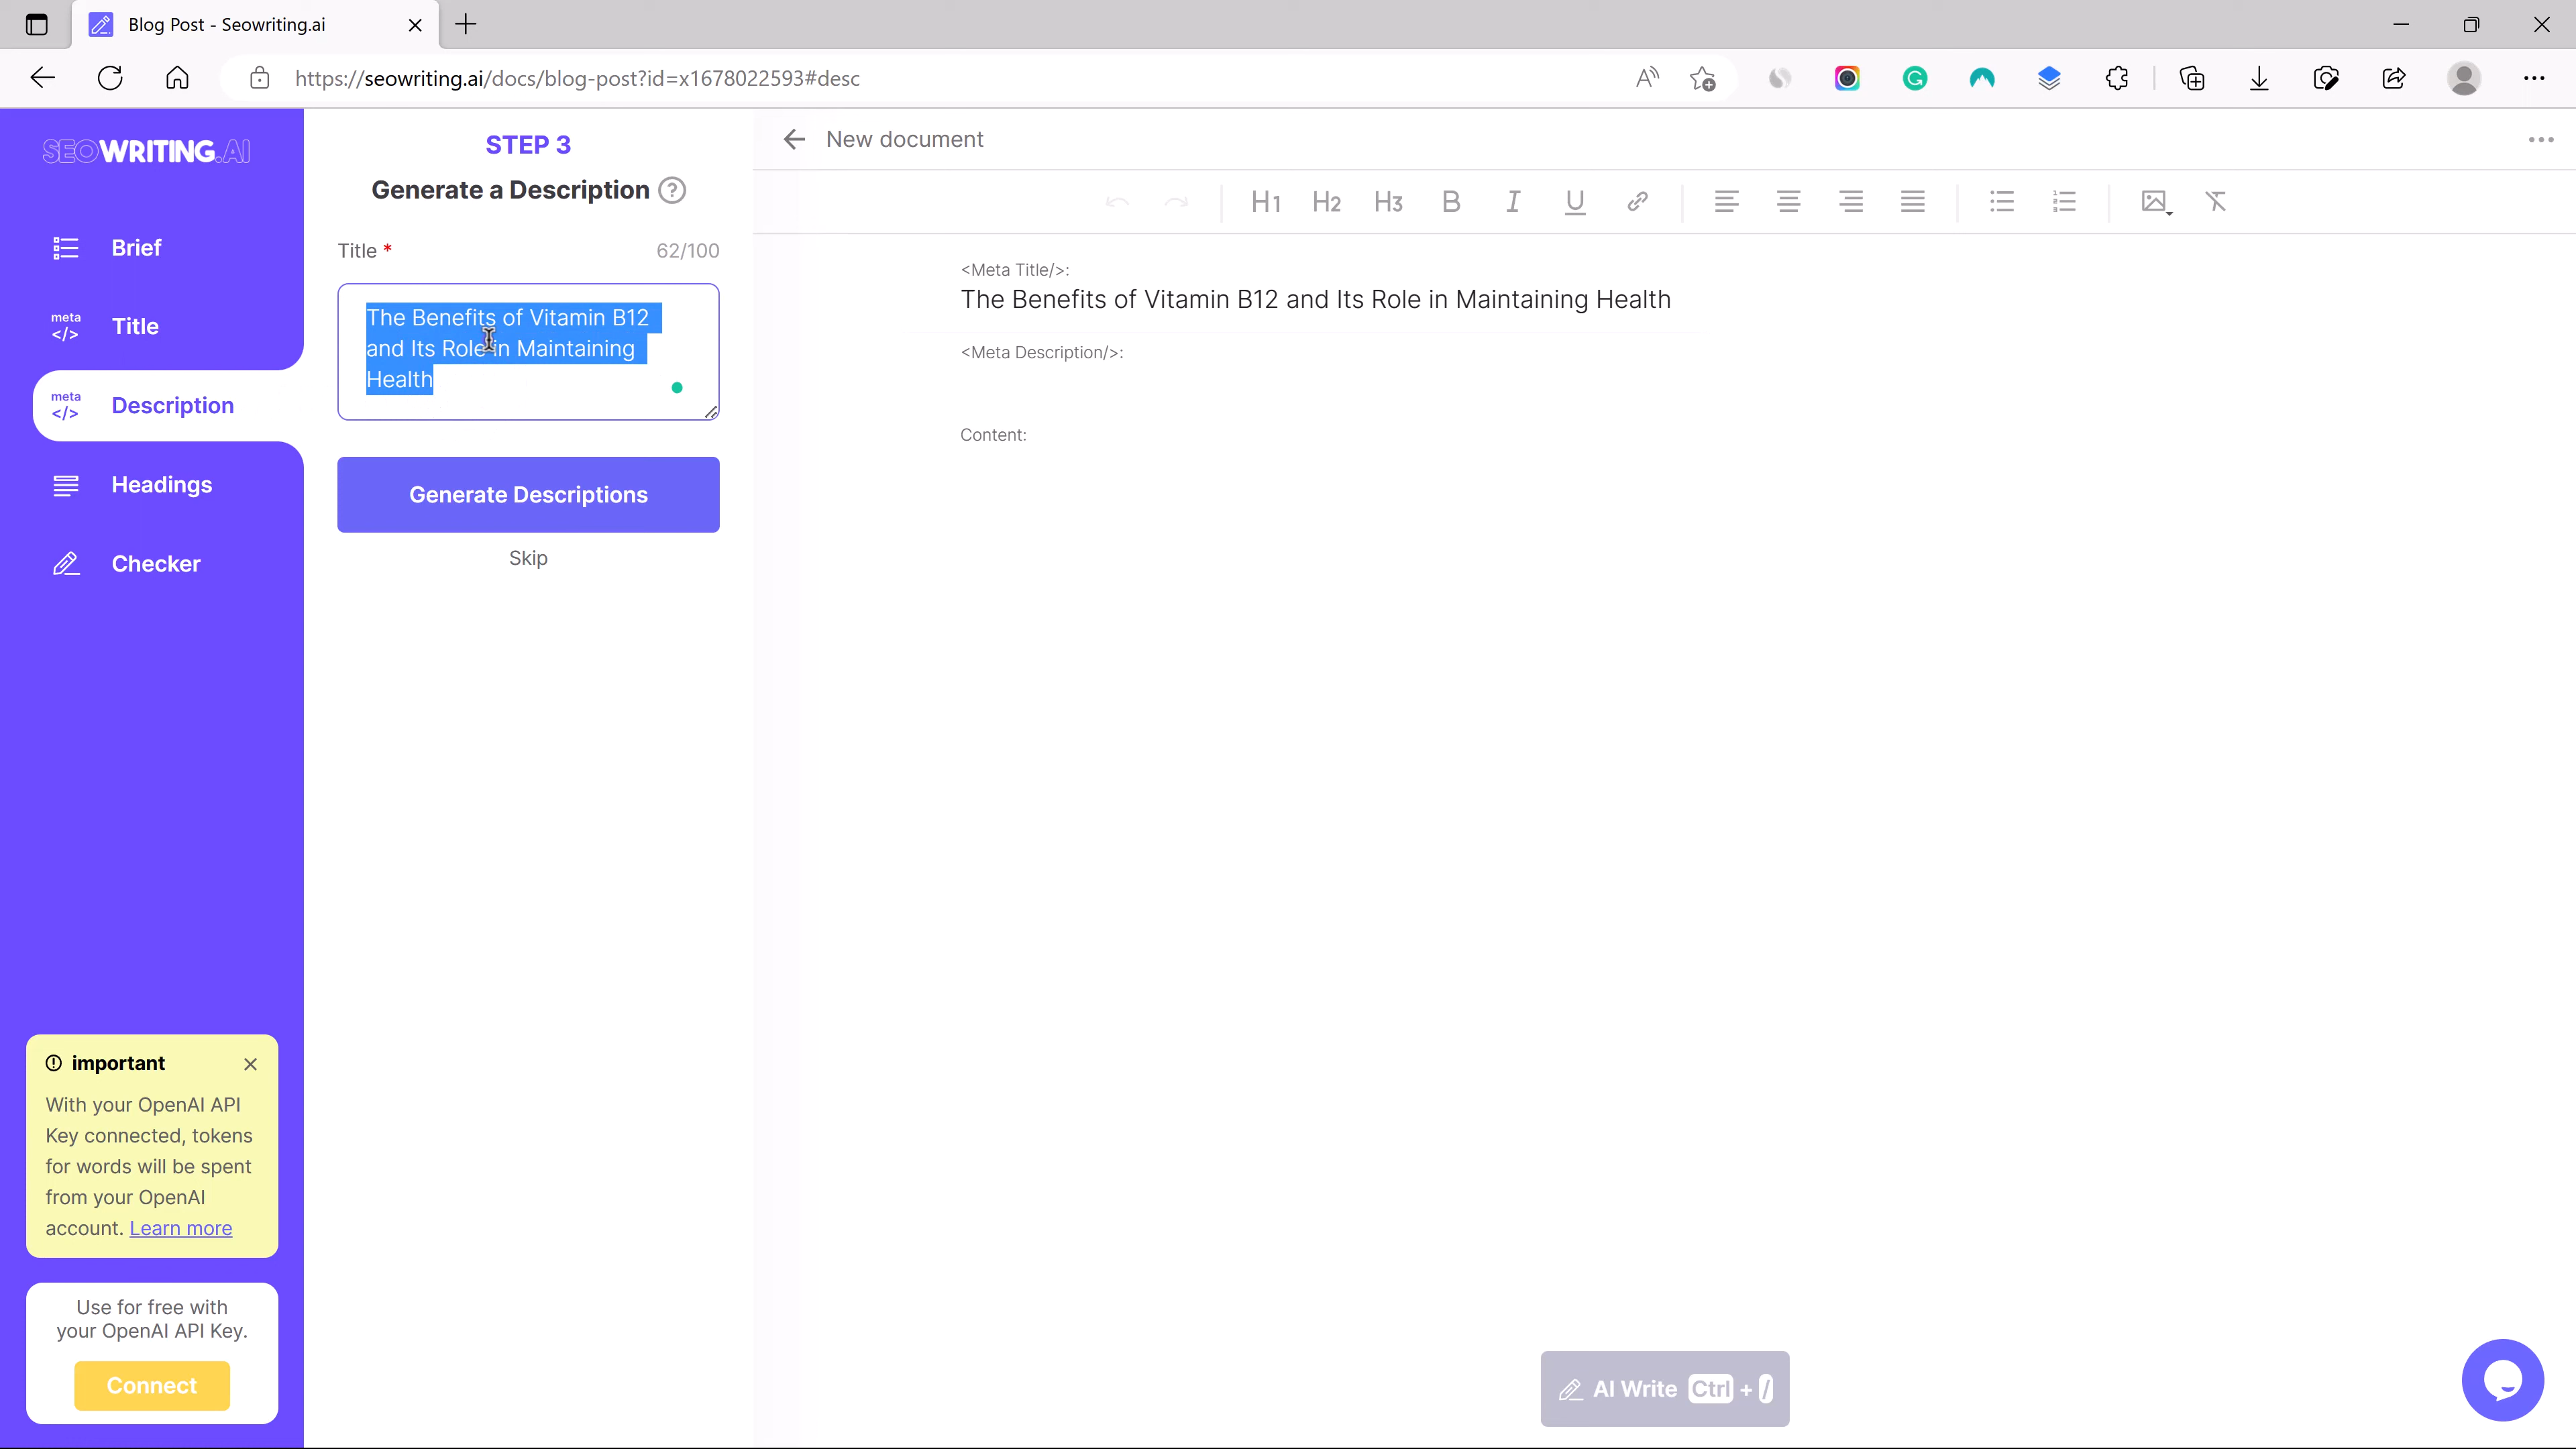 Blog Post - Seowriting.ai
https://seowriting.ai/docs/blog-post?id=x1678022593#desc
SEOWRITING.AI
Brief
meta
</>
Title
meta
</>
Description
Headings
Checker
important
With your OpenAI API
Key connected, tokens
for words will be spent
from your OpenAI
account. Learn more
Use for free with
your OpenAI API Key.
Connect
STEP 3
Generate a Description ?
Title * 62/100
The Benefits of Vitamin B12
and Its Role in Maintaining
Health
Generate Descriptions
Skip
New document
H1 H2 H3 B I U
<Meta Title/>:
The Benefits of Vitamin B12 and Its Role in Maintaining Health
<Meta Description/>:
Content:
AI Write Ctrl + /